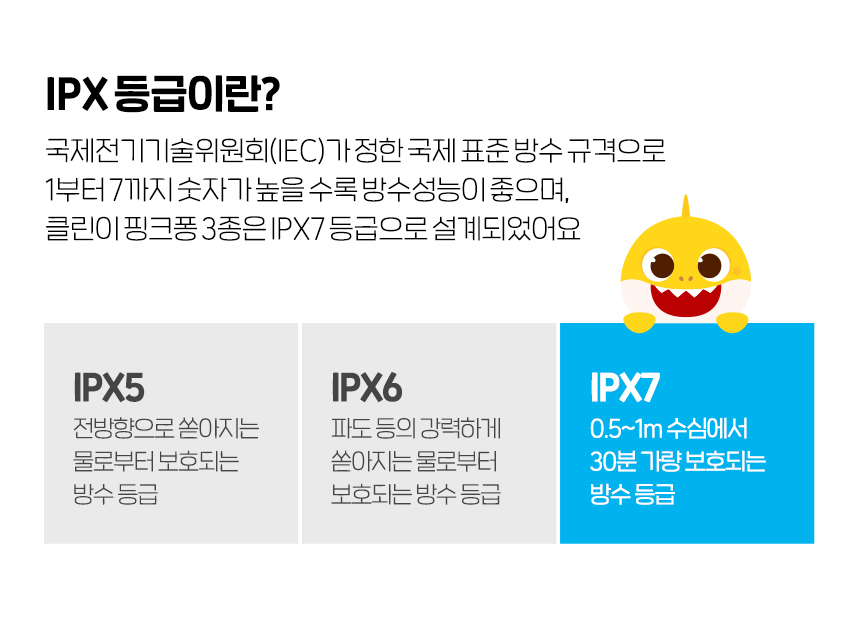 IPX 등급이란?
국제전기기술위원회(IEC)가 정한 국제 표준 방수 규격으로
1부터 7까지 숫자가 높을 수록 방수성능이 좋으며,
클린이 핑크퐁 3종은 IPX7 등급으로 설계되었어요
IPX5
전방향으로 쏟아지는
물로부터 보호되는
방수 등급
IPX6
파도 등의 강력하게
쏟아지는 물로부터
보호되는 방수 등급
IPX7
0.5~1m 수심에서
30분 가량 보호되는
방수 등급